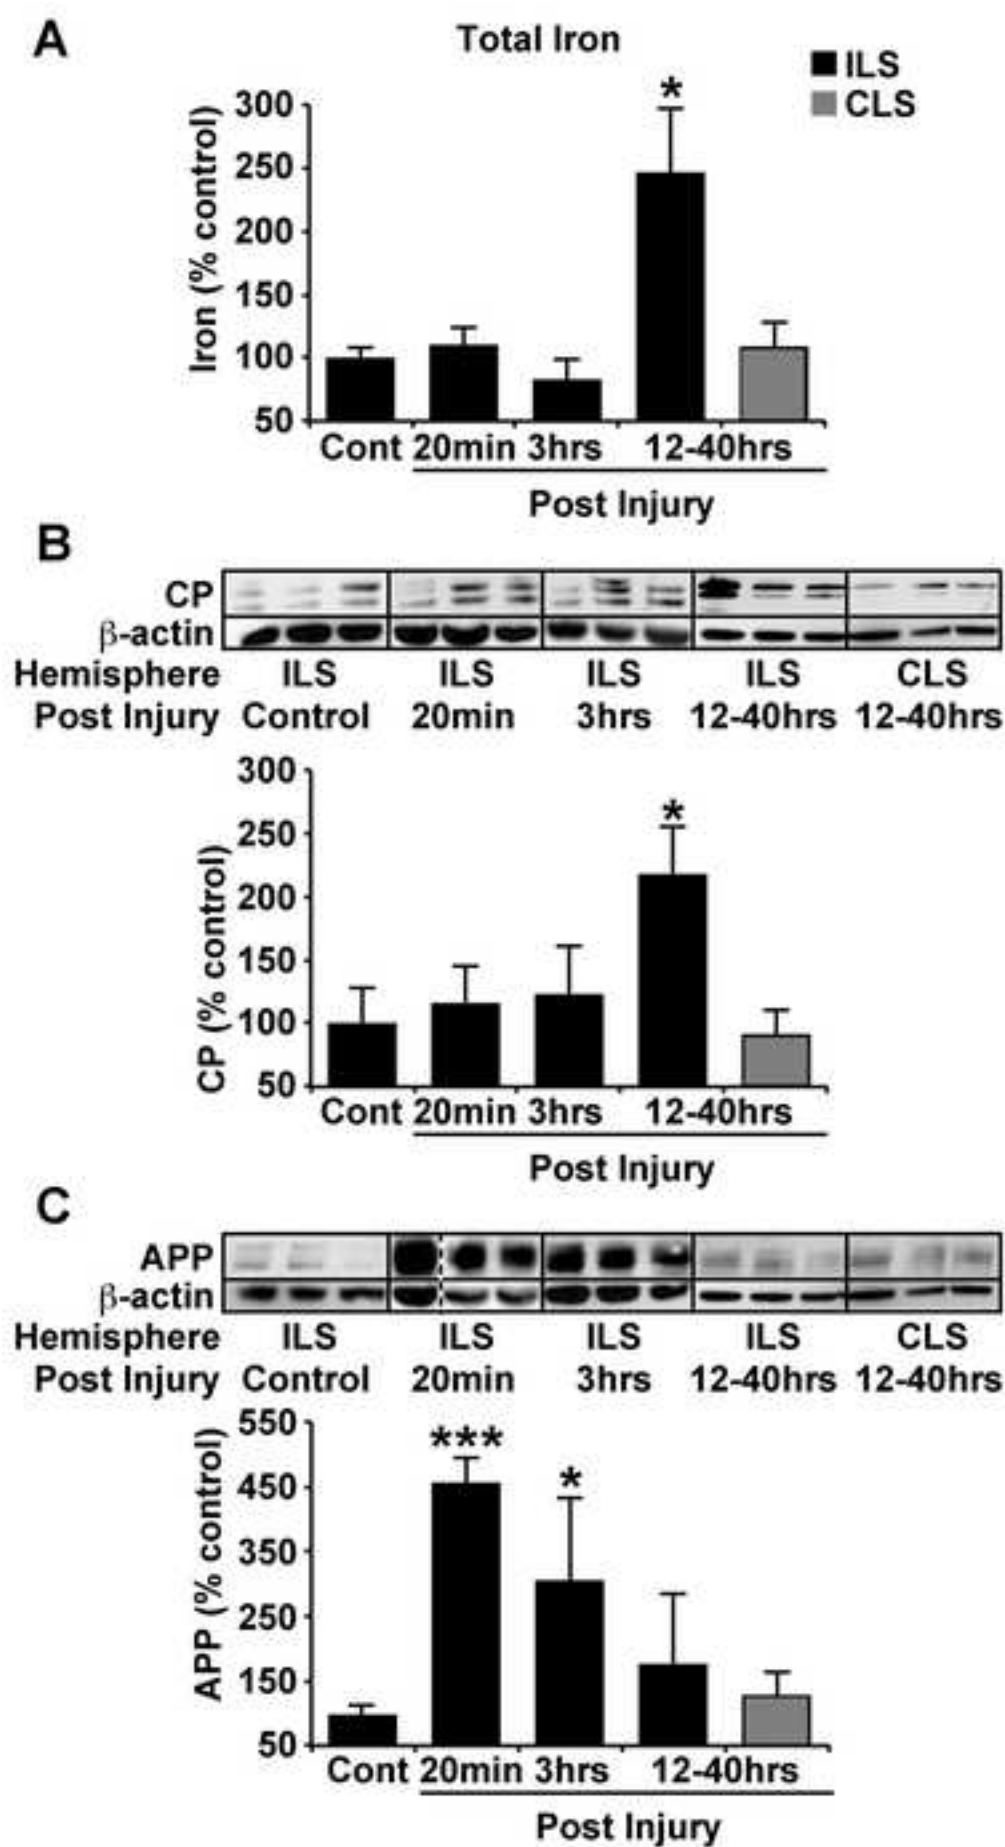 A
Total Iron
ILS
CLS
Iron (% control)
300
250
200
150
100
50
*
Cont 20min 3hrs 12-40hrs
Post Injury
B
CP
β-actin
Hemisphere ILS ILS ILS ILS CLS
Post Injury Control 20min 3hrs 12-40hrs 12-40hrs
CP (% control)
300
250
200
150
100
50
*
Cont 20min 3hrs 12-40hrs
Post Injury
C
APP
β-actin
Hemisphere ILS ILS ILS ILS CLS
Post Injury Control 20min 3hrs 12-40hrs 12-40hrs
APP (% control)
550
450
350
250
150
50
***
*
Cont 20min 3hrs 12-40hrs
Post Injury